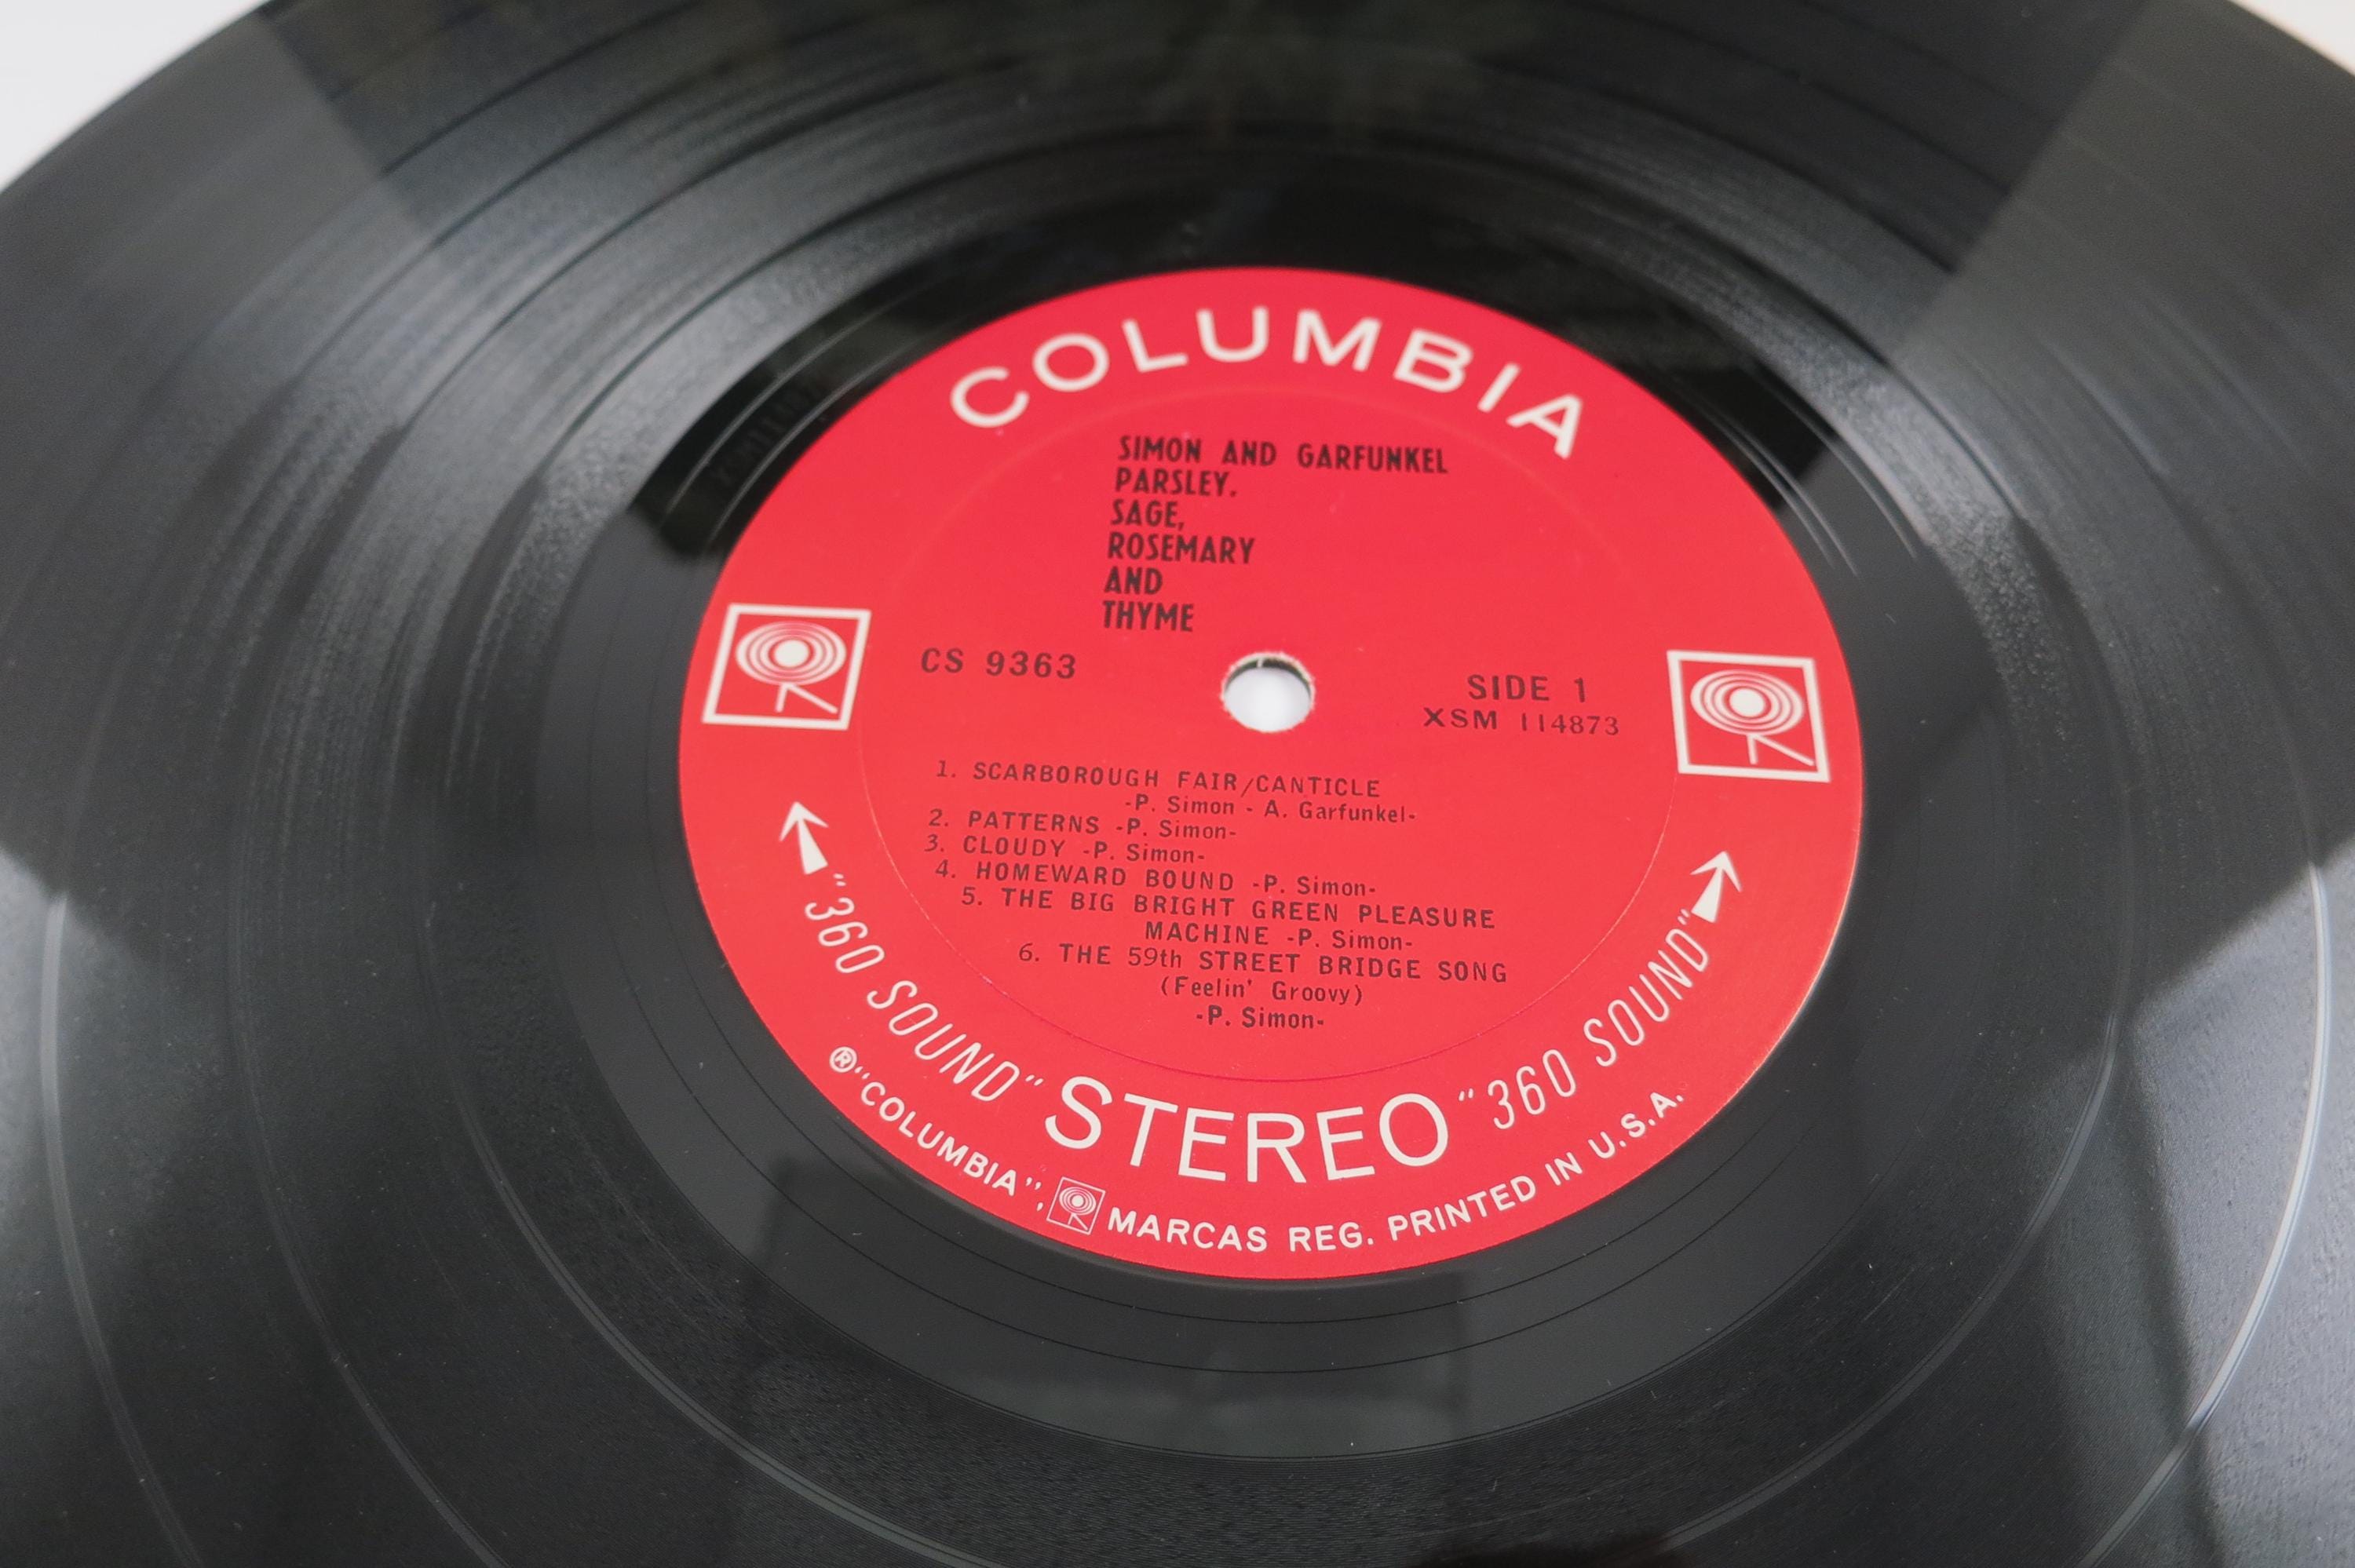 COLUMBIA
SIMON AND GARFUNKEL
PARSLEY,
SAGE,
ROSEMARY
AND
THYME
CS 9363
SIDE 1
XSM 114873
1. SCARBOROUGH FAIR/CANTICLE
-P. Simon - A. Garfunkel-
2. PATTERNS -P. Simon-
3. CLOUDY -P. Simon-
4. HOMEWARD BOUND -P. Simon-
5. THE BIG BRIGHT GREEN PLEASURE
MACHINE -P. Simon-
6. THE 59th STREET BRIDGE SONG
(Feelin' Groovy)
-P. Simon-
"360 SOUND" STEREO "360 SOUND"
®"COLUMBIA", MARCAS REG. PRINTED IN U.S.A.